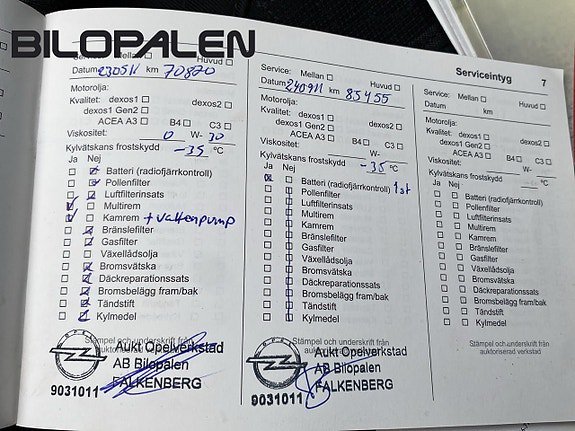 BILOPALEN
Serviceintyg 7
Service: Mellan Huvud
Datum 230511 km 70820
Motorolja:
Kvalitet: dexos1 dexos2
dexos1 Gen2
ACEA A3 B4 C3
Viskositet: 0 W- 30
Kylvätskans frostskydd -35 °C
Ja Nej
Batteri (radiofjärrkontroll)
Pollenfilter
Luftfilterinsats
Multirem
Kamrem + vattenpump
Bränslefilter
Gasfilter
Växellådsolja
Bromsvätska
Däckreparationssats
Bromsbelägg fram/bak
Tändstift
Kylmedel
Stämpel och underskrift från
auktoriserad verkstad
OPEL
Aukt Opelverkstad
AB Bilopalen
9031011 FALKENBERG
Service: Mellan Huvud
Datum 240911 km 85455
Motorolja:
Kvalitet: dexos1 dexos2
dexos1 Gen2
ACEA A3 B4 C3
Viskositet: W-
Kylvätskans frostskydd -35 °C
Ja Nej
Batteri (radiofjärrkontroll) 1st
Pollenfilter
Luftfilterinsats
Multirem
Kamrem
Bränslefilter
Gasfilter
Växellådsolja
Bromsvätska
Däckreparationssats
Bromsbelägg fram/bak
Tändstift
Kylmedel
Stämpel och underskrift från
OPEL
Aukt Opelverkstad
AB Bilopalen
9031011 FALKENBERG
Service: Mellan Huvud
Datum km
Motorolja:
Kvalitet: dexos1 dexos2
dexos1 Gen2
ACEA A3 B4 C3
Viskositet: W-
Kylvätskans frostskydd °C
Ja Nej
Batteri (radiofjärrkontroll)
Pollenfilter
Luftfilterinsats
Multirem
Kamrem
Bränslefilter
Gasfilter
Växellådsolja
Bromsvätska
Däckreparationssats
Bromsbelägg fram/bak
Tändstift
Kylmedel
Stämpel och underskrift från
auktoriserad verkstad